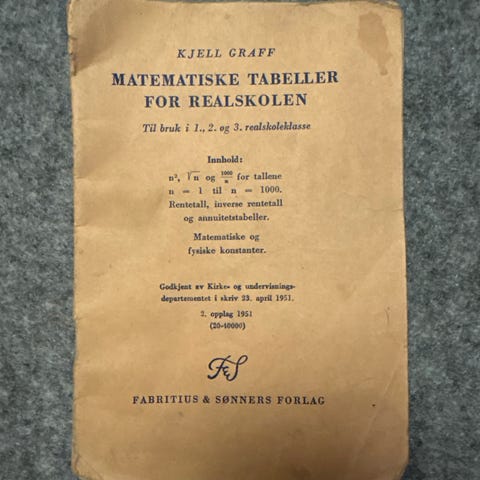 KJELL GRAFF
MATEMATISKE TABELLER
FOR REALSKOLEN
Til bruk i 1., 2. og 3. realskoleklasse
Innhold:
n², √n og 1000/n for tallene
n = 1 til n = 1000.
Rentetall, inverse rentetall
og annuitetstabeller.
Matematiske og
fysiske konstanter.
Godkjent av Kirke- og undervisnings-
departementet i skriv 23. april 1951.
2. opplag 1951
(20-40000)
F&S
FABRITIUS & SØNNERS FORLAG